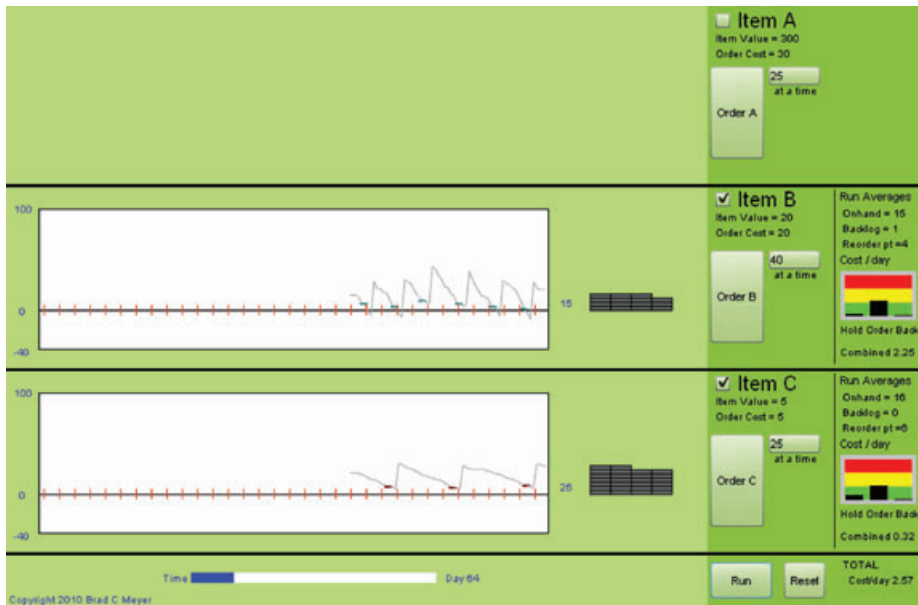 Item A
Item Value = 300
Order Cost = 30
25
at a time
Order A
100
0
-40
15
Item B
Item Value = 20
Order Cost = 20
40
at a time
Order B
Run Averages
Onhand = 15
Backlog = 1
Reorder pt =4
Cost / day
Hold Order Back
Combined 2.25
100
0
-40
26
Item C
Item Value = 5
Order Cost = 5
25
at a time
Order C
Run Averages
Onhand = 16
Backlog = 0
Reorder pt =6
Cost / day
Hold Order Back
Combined 0.32
Time
Day 64
Run
Reset
TOTAL
Cost/day 2.57
Copyright 2010 Brad C Meyer